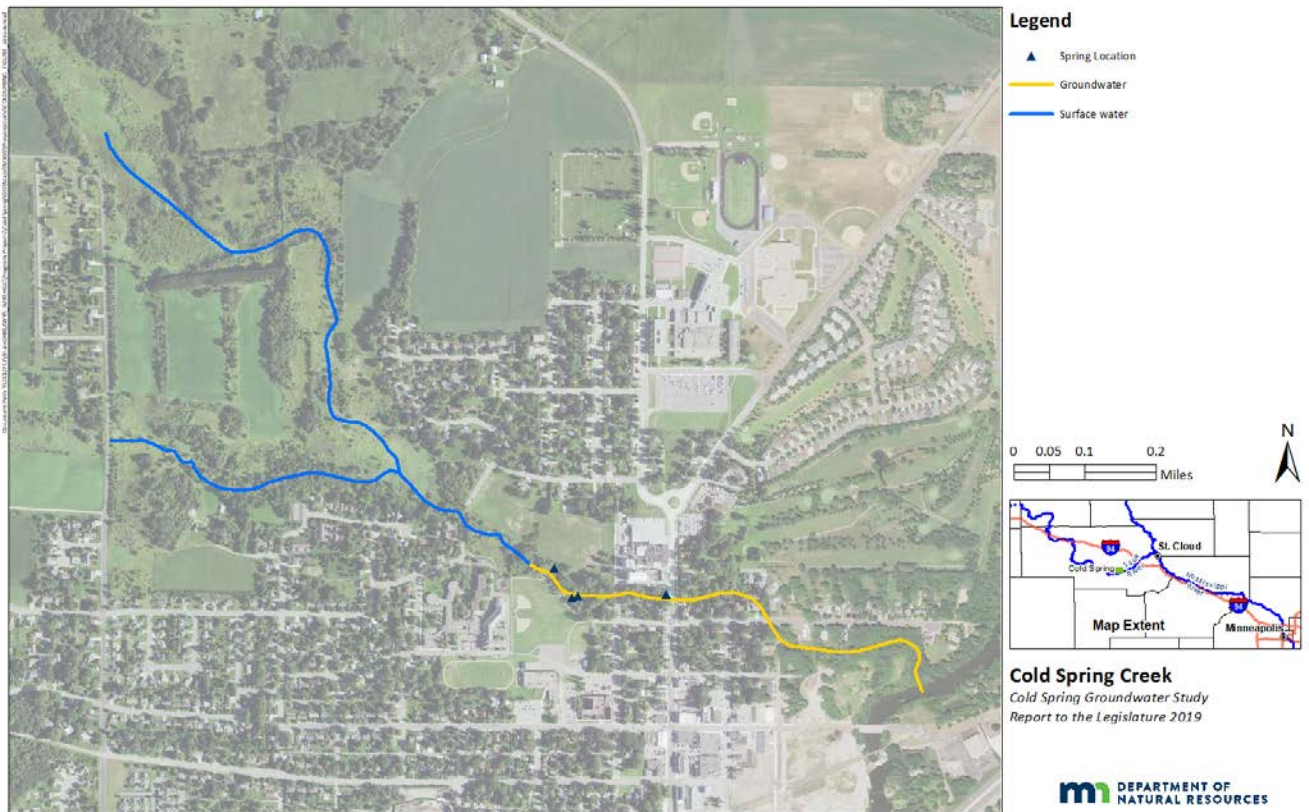 Legend
Spring Location
Groundwater
Surface water
N
0 0.05 0.1 0.2
Miles
94
St. Cloud
Cold Spring
Mississippi
River
94
Minneapolis
Map Extent
Cold Spring Creek
Cold Spring Groundwater Study
Report to the Legislature 2019
DEPARTMENT OF
NATURAL RESOURCES